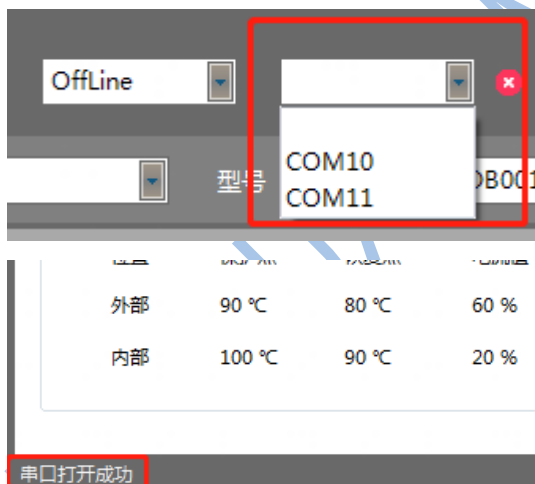 OffLine
COM10
型号
DB001
COM11
外部 90 ℃ 80 ℃ 60 %
内部 100 ℃ 90 ℃ 20 %
串口打开成功